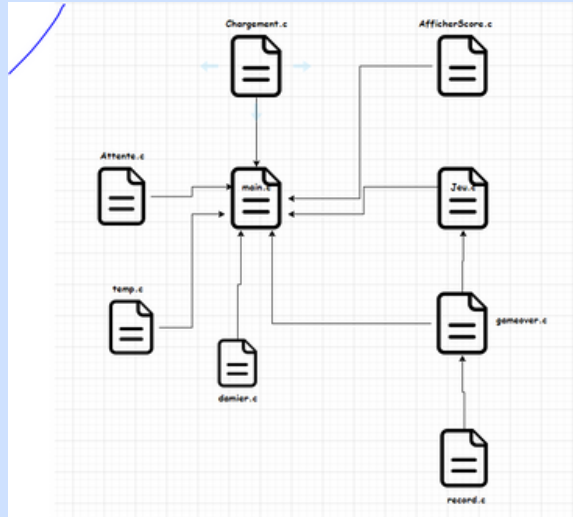 Chargement.c
AfficherScore.c
Attente.c
main.c
Jeu.c
temp.c
gameover.c
damier.c
record.c